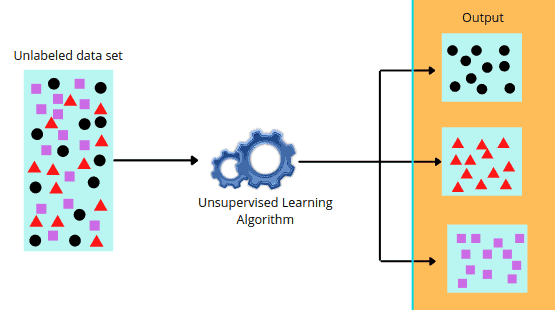 Output
Unlabeled data set
Unsupervised Learning
Algorithm